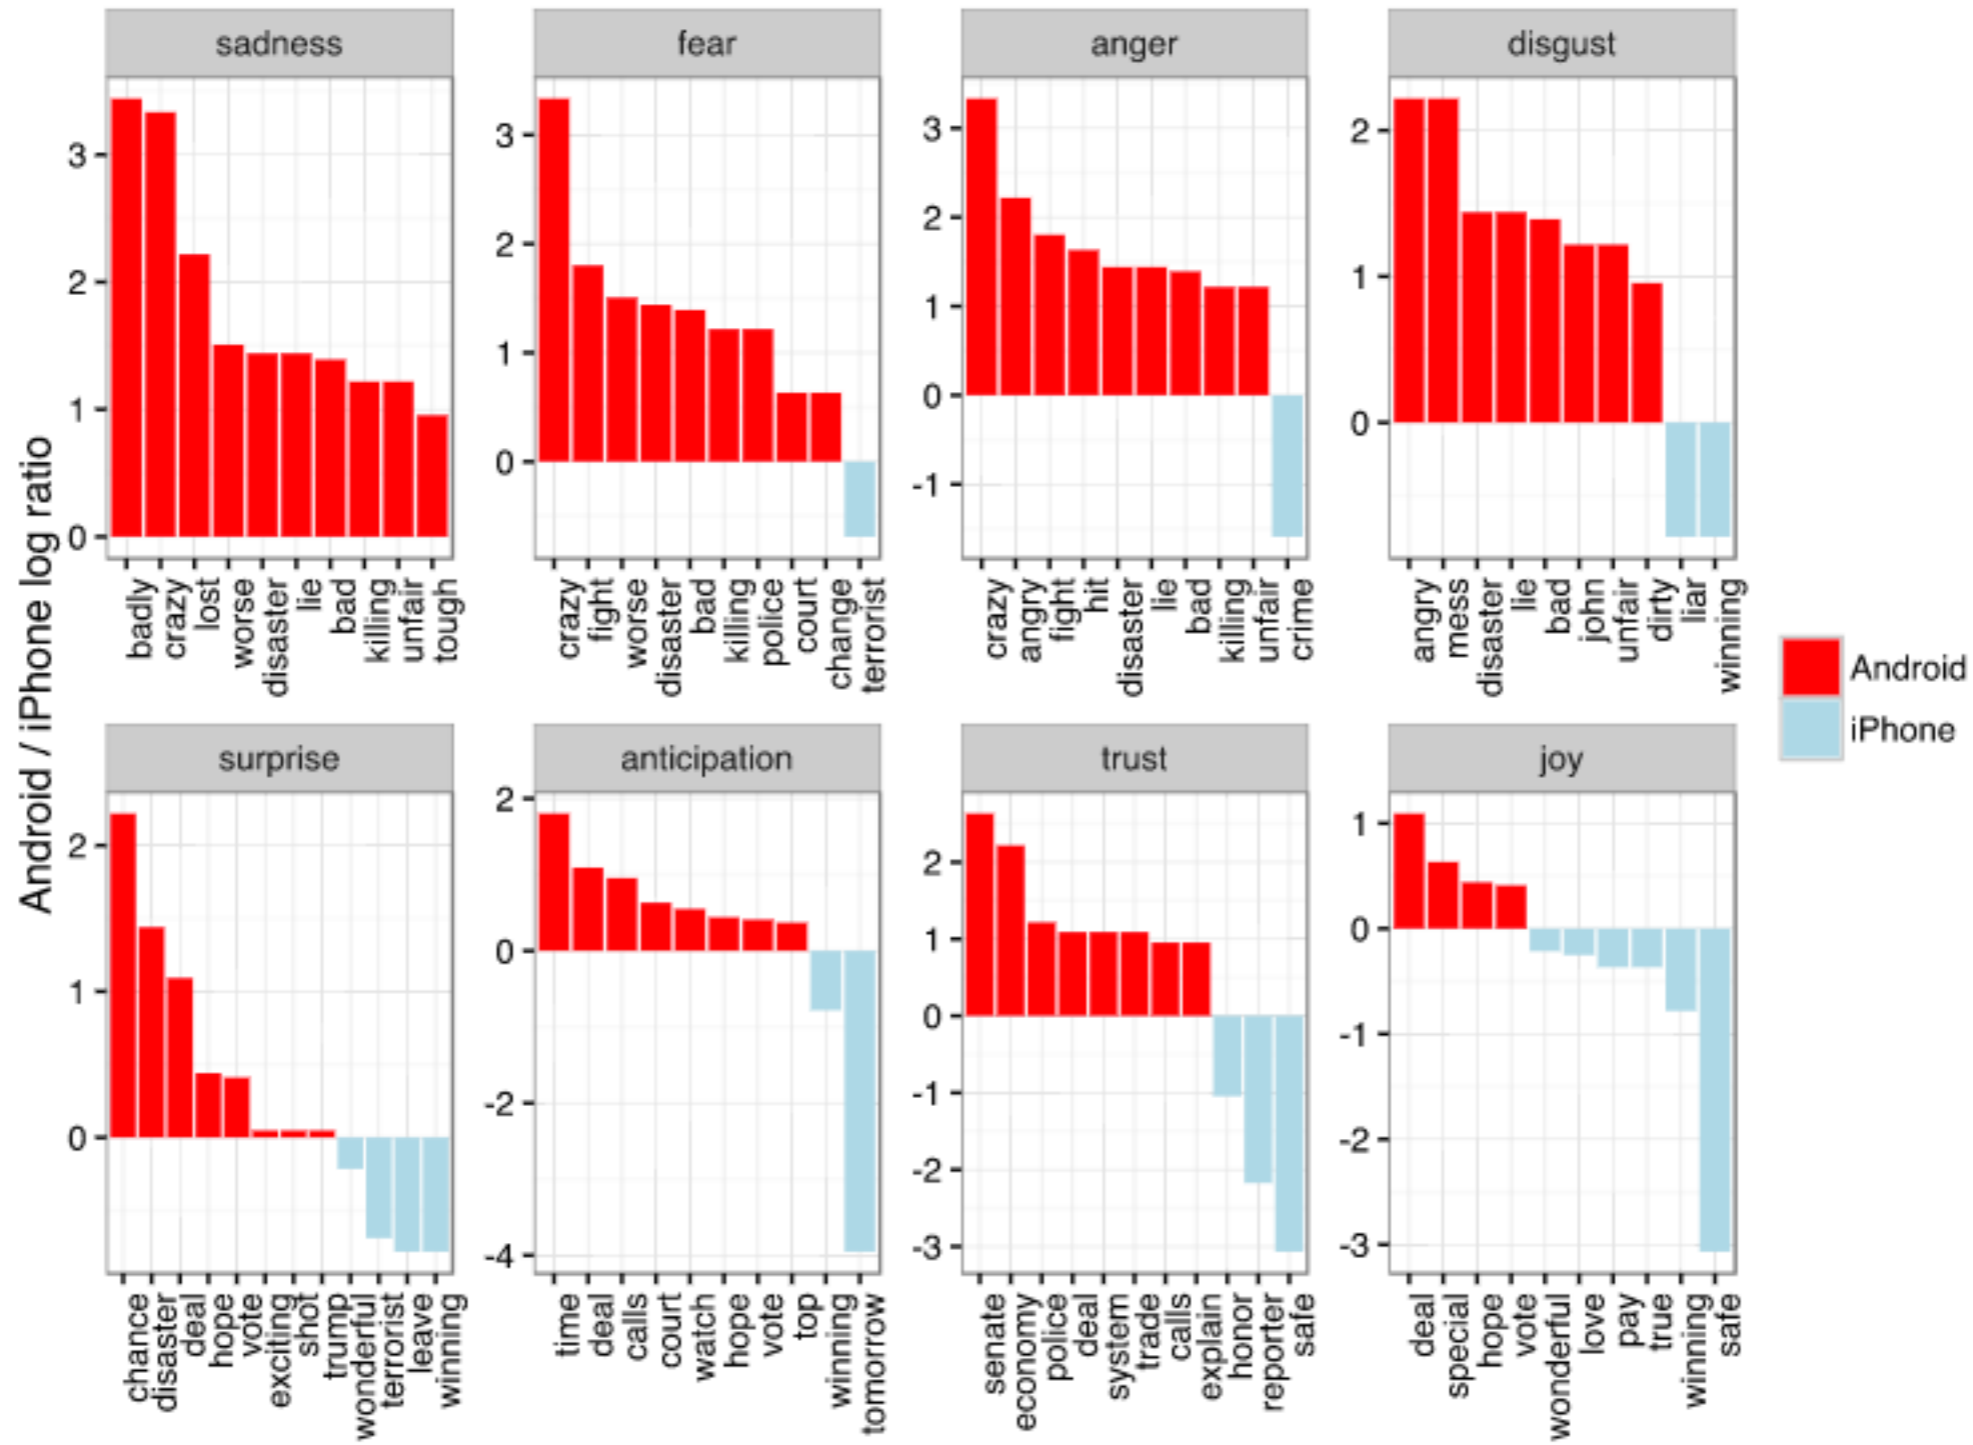 sadness
fear
anger
disgust
3
2
1
0
3
2
1
0
3
2
1
0
-1
2
1
0
badly
crazy
lost
worse
disaster
lie
bad
killing
unfair
tough
crazy
fight
worse
disaster
bad
killing
police
court
change
terrorist
crazy
angry
fight
hit
disaster
lie
bad
killing
unfair
crime
angry
mess
disaster
lie
bad
john
unfair
dirty
liar
winning
Android / iPhone log ratio
Android
iPhone
surprise
anticipation
trust
joy
2
1
0
2
0
-2
-4
2
1
0
-1
-2
-3
1
0
-1
-2
-3
chance
disaster
deal
hope
vote
exciting
shot
trump
wonderful
terrorist
leave
winning
time
deal
calls
court
watch
hope
vote
top
winning
tomorrow
senate
economy
police
deal
system
trade
calls
explain
honor
reporter
safe
deal
special
hope
vote
wonderful
love
pay
true
winning
safe